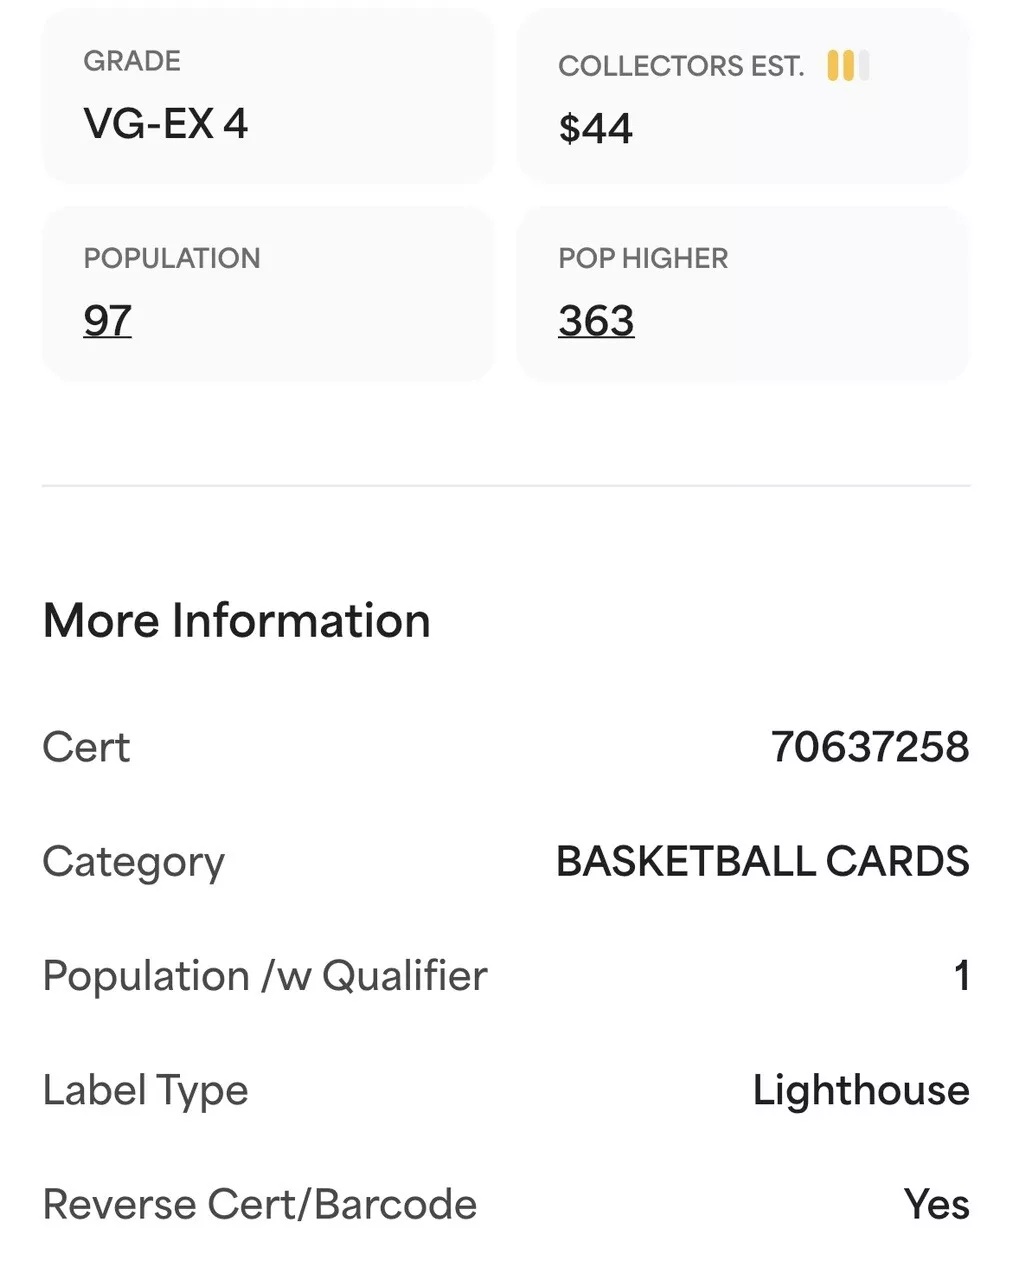 GRADE
VG-EX 4
COLLECTORS EST.
$44
POPULATION
97
POP HIGHER
363
More Information
Cert 70637258
Category BASKETBALL CARDS
Population /w Qualifier 1
Label Type Lighthouse
Reverse Cert/Barcode Yes